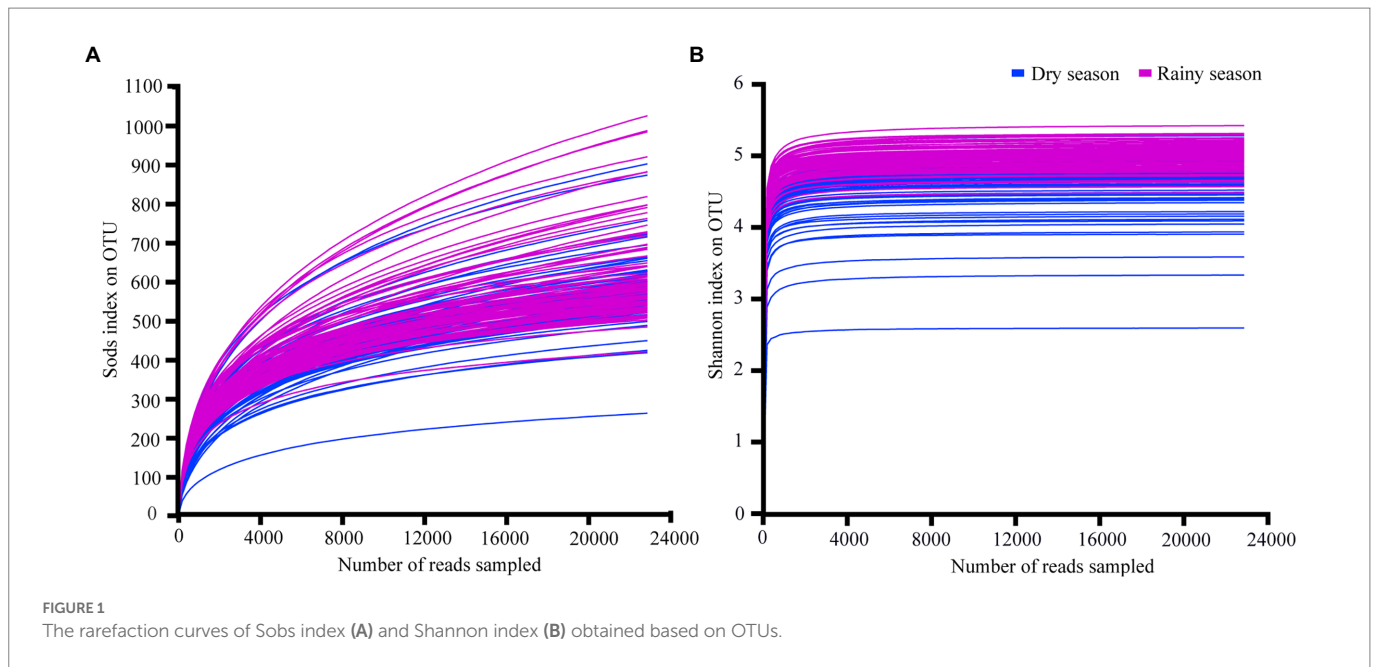 A
Sods index on OTU
1100
1000
900
800
700
600
500
400
300
200
100
0
0 4000 8000 12000 16000 20000 24000
Number of reads sampled
B
Dry season Rainy season
Shannon index on OTU
6
5
4
3
2
1
0
0 4000 8000 12000 16000 20000 24000
Number of reads sampled
FIGURE 1
The rarefaction curves of Sobs index (A) and Shannon index (B) obtained based on OTUs.